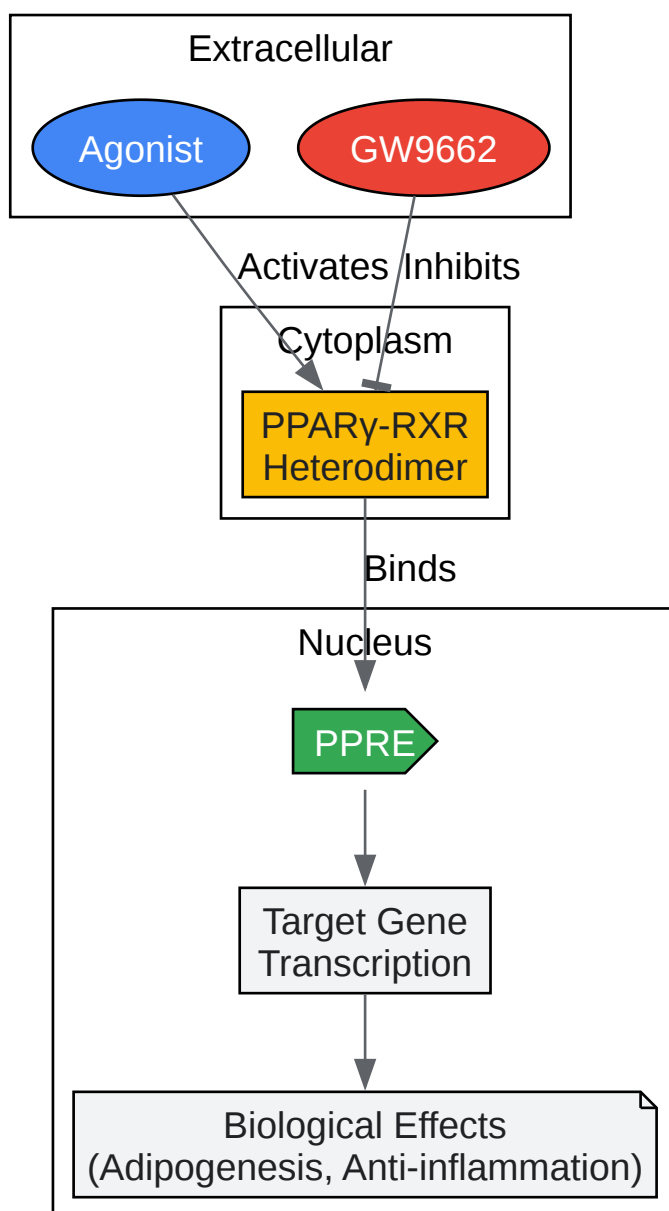 Extracellular
Agonist
GW9662
Activates
Inhibits
Cytoplasm
PPARγ-RXR
Heterodimer
Binds
Nucleus
PPRE
Target Gene
Transcription
Biological Effects
(Adipogenesis, Anti-inflammation)